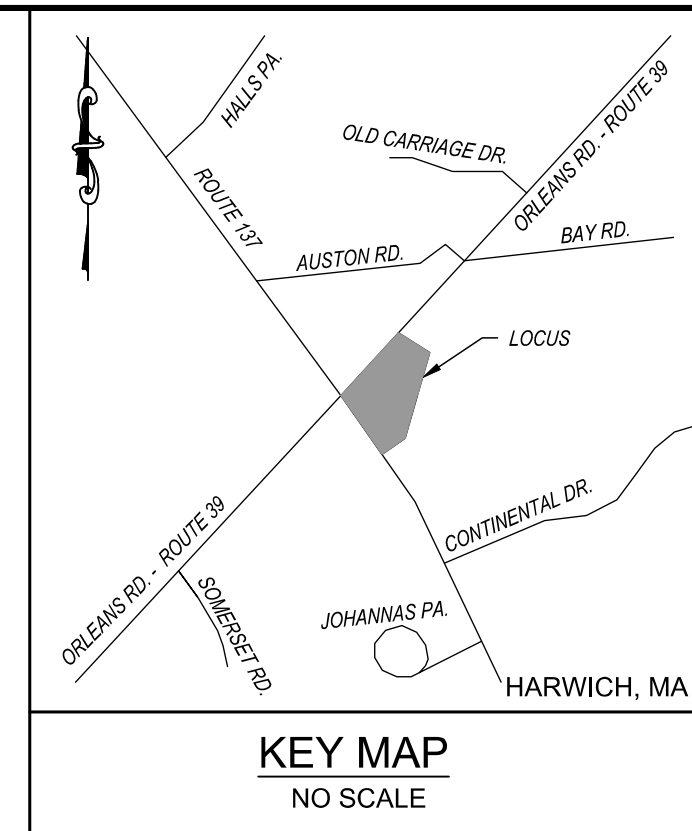 HALLS PA.
OLD CARRIAGE DR.
ORLEANS RD. - ROUTE 39
ROUTE 137
AUSTON RD.
BAY RD.
LOCUS
CONTINENTAL DR.
ORLEANS RD. - ROUTE 39
SOMERSET RD.
JOHANNAS PA.
HARWICH, MA
KEY MAP
NO SCALE